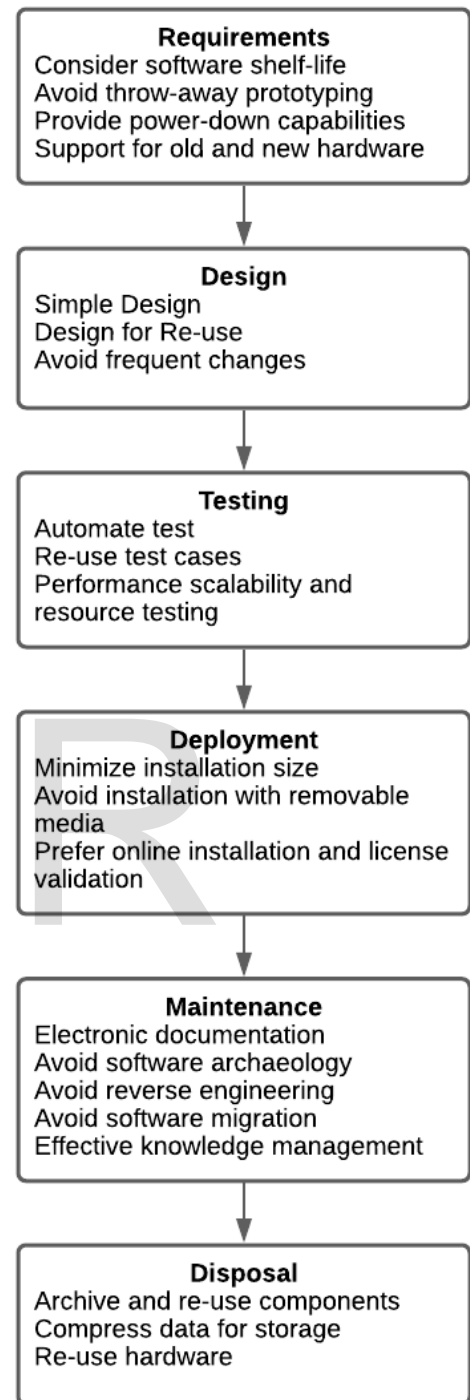 Requirements
Consider software shelf-life
Avoid throw-away prototyping
Provide power-down capabilities
Support for old and new hardware
Design
Simple Design
Design for Re-use
Avoid frequent changes
Testing
Automate test
Re-use test cases
Performance scalability and
resource testing
R
Deployment
Minimize installation size
Avoid installation with removable
media
Prefer online installation and license
validation
Maintenance
Electronic documentation
Avoid software archaeology
Avoid reverse engineering
Avoid software migration
Effective knowledge management
Disposal
Archive and re-use components
Compress data for storage
Re-use hardware